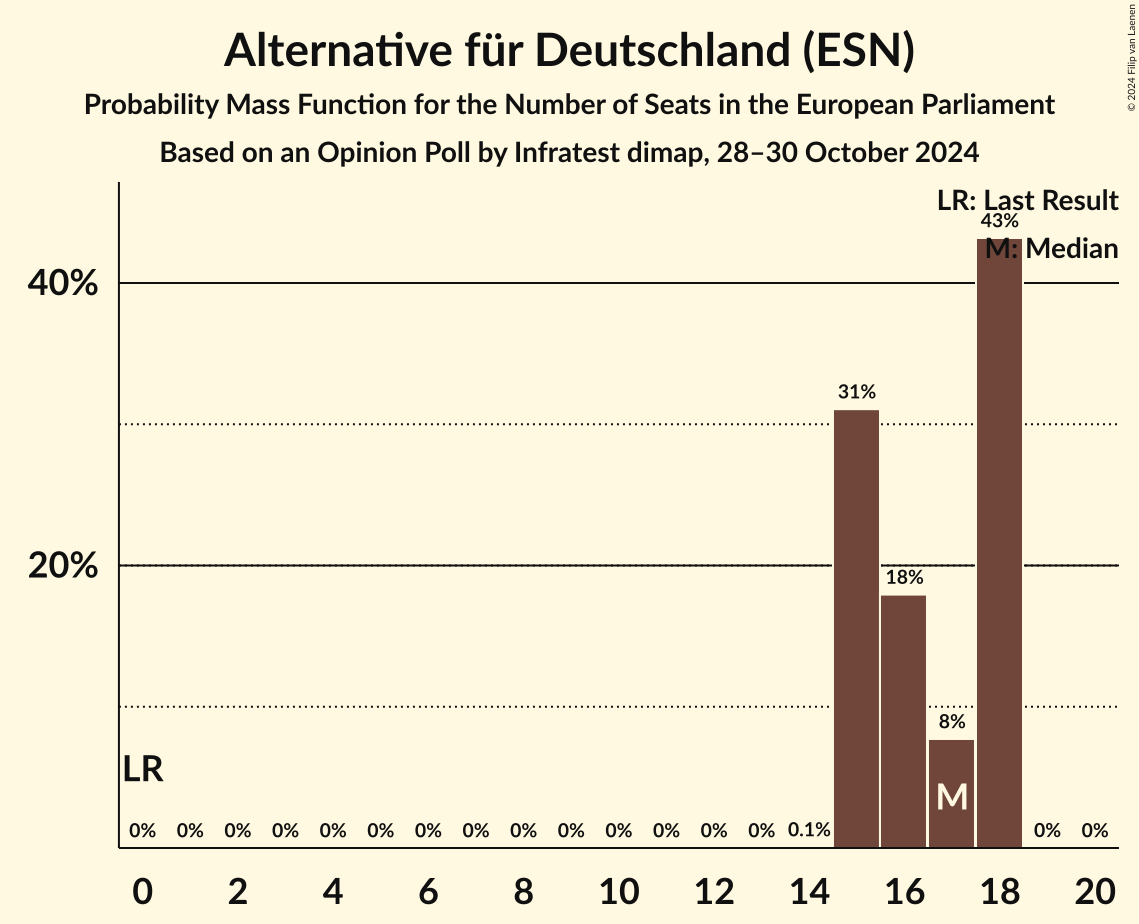 Alternative für Deutschland (ESN)
Probability Mass Function for the Number of Seats in the European Parliament
Based on an Opinion Poll by Infratest dimap, 28–30 October 2024
© 2024 Filip van Laenen
LR: Last Result
43%
M: Median
40%
31%
20%
18%
8%
LR
M
0% 0% 0% 0% 0% 0% 0% 0% 0% 0% 0% 0% 0% 0% 0.1% 0% 0%
0 2 4 6 8 10 12 14 16 18 20